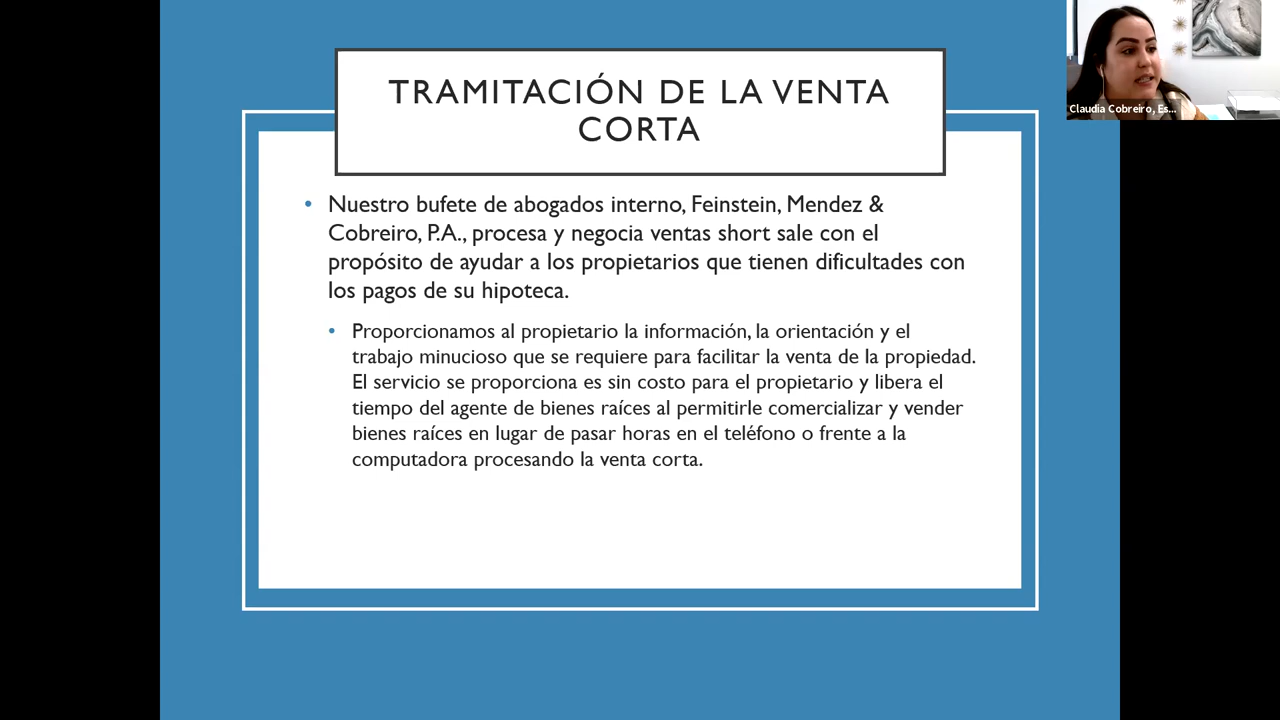 TRAMITACIÓN DE LA VENTA
CORTA
• Nuestro bufete de abogados interno, Feinstein, Mendez &
Cobreiro, P.A., procesa y negocia ventas short sale con el
propósito de ayudar a los propietarios que tienen dificultades con
los pagos de su hipoteca.
• Proporcionamos al propietario la información, la orientación y el
trabajo minucioso que se requiere para facilitar la venta de la propiedad.
El servicio se proporciona es sin costo para el propietario y libera el
tiempo del agente de bienes raíces al permitirle comercializar y vender
bienes raíces en lugar de pasar horas en el teléfono o frente a la
computadora procesando la venta corta.
Claudia Cobreiro, Es...